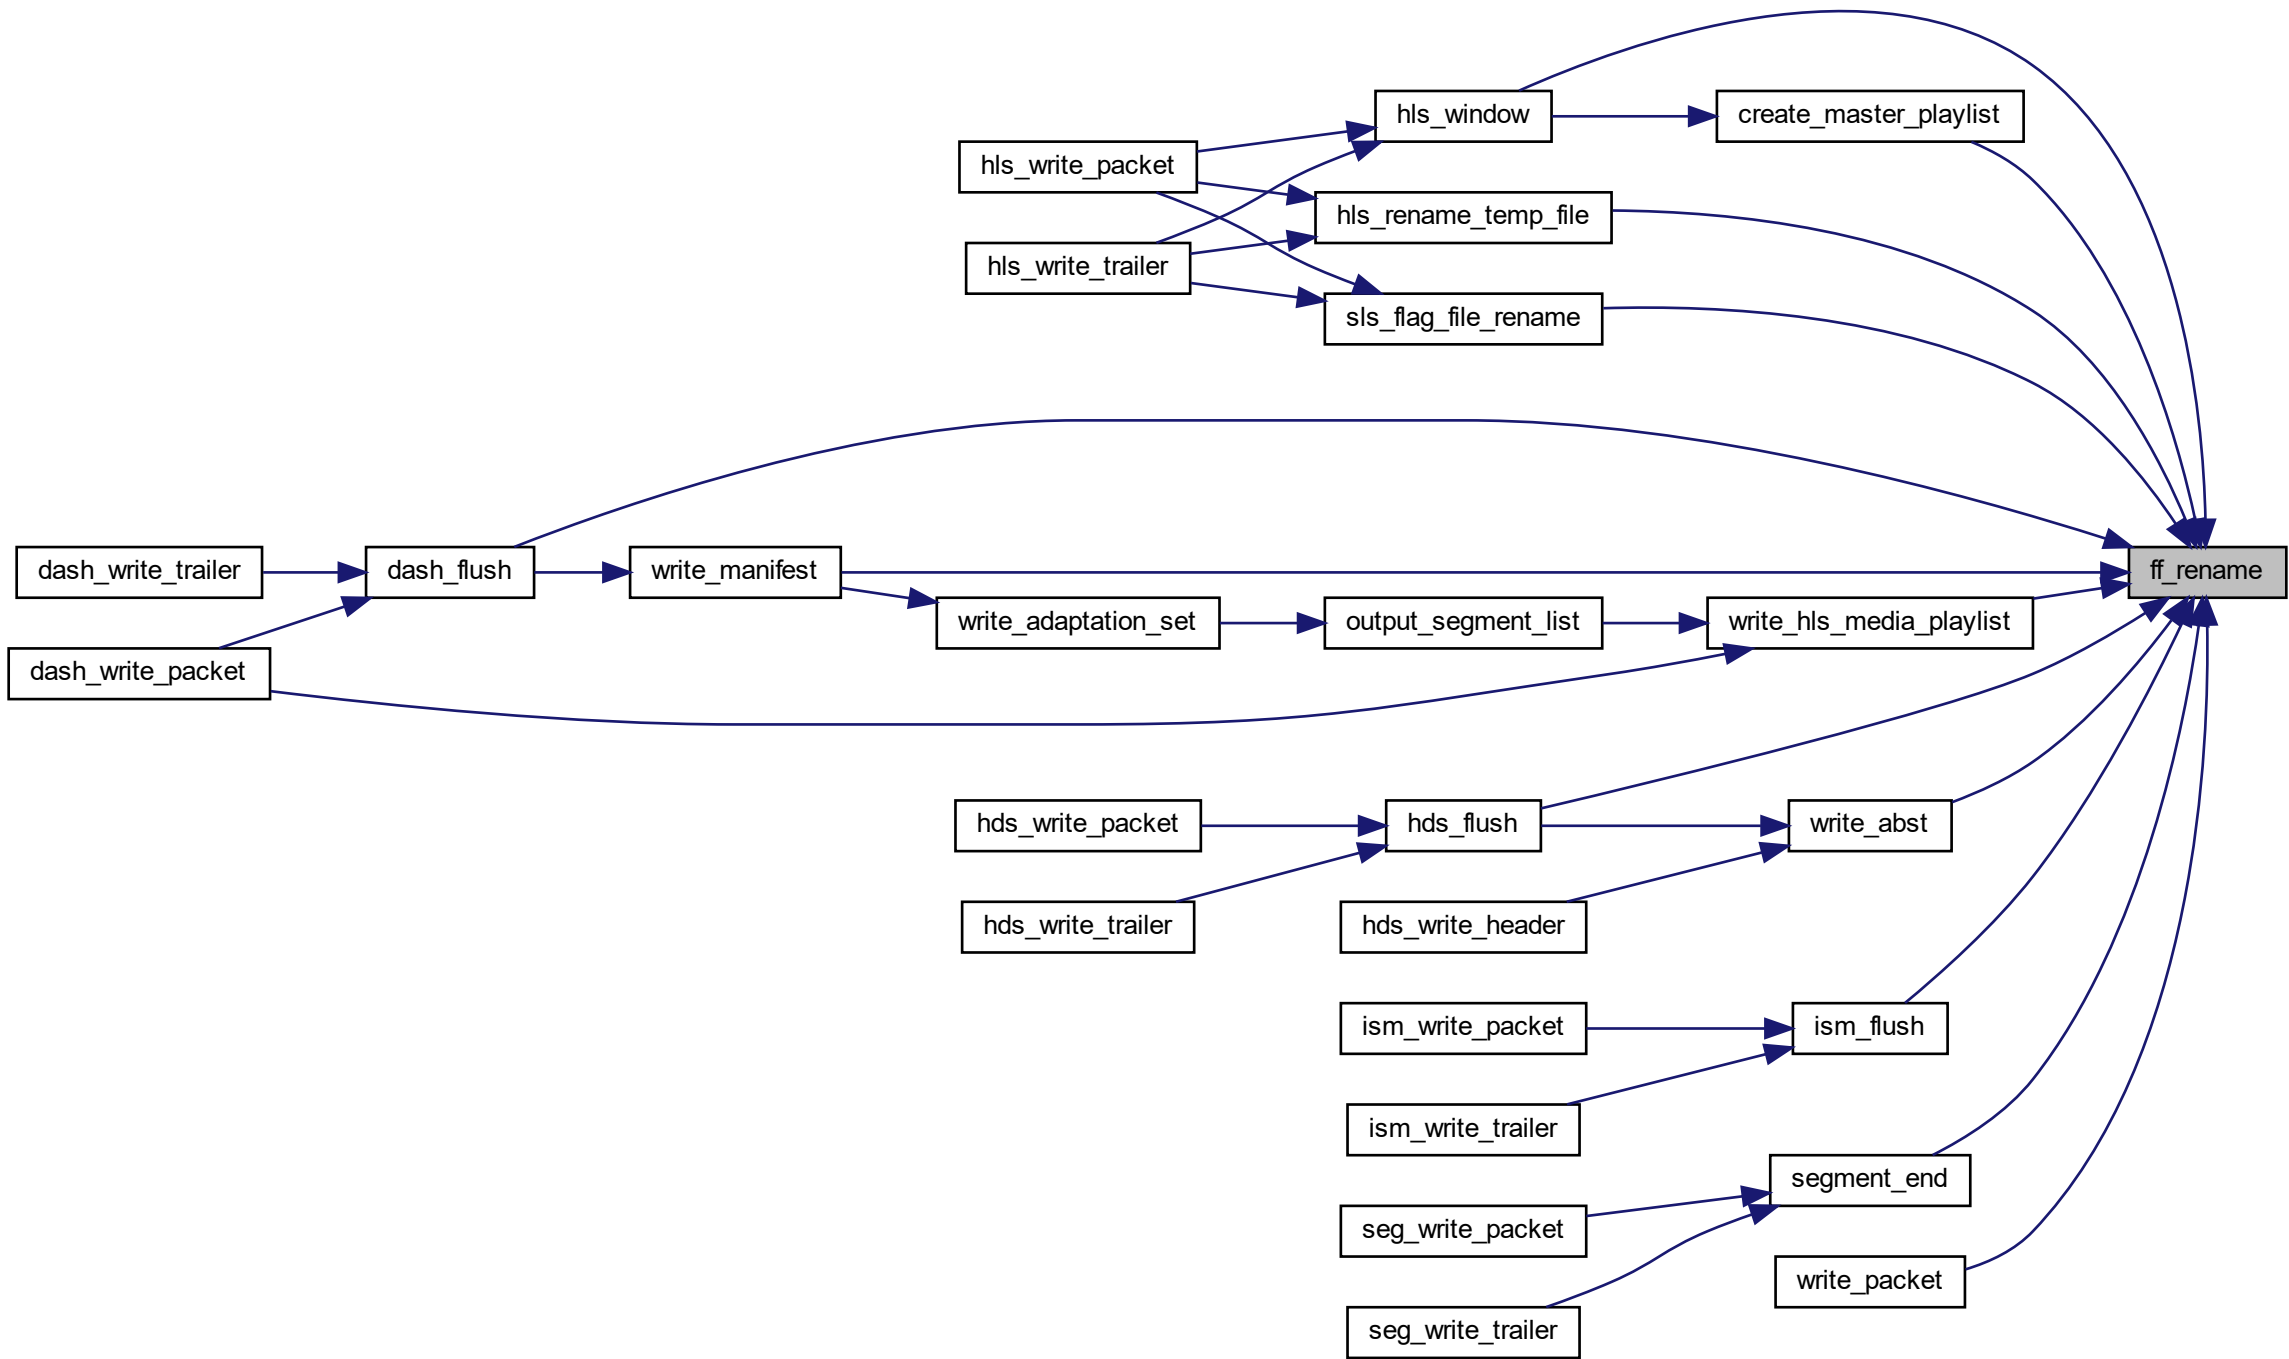 hls_window
create_master_playlist
hls_write_packet
hls_rename_temp_file
hls_write_trailer
sls_flag_file_rename
dash_write_trailer
dash_flush
write_manifest
ff_rename
write_adaptation_set
output_segment_list
write_hls_media_playlist
dash_write_packet
hds_write_packet
hds_flush
write_abst
hds_write_trailer
hds_write_header
ism_write_packet
ism_flush
ism_write_trailer
segment_end
seg_write_packet
write_packet
seg_write_trailer